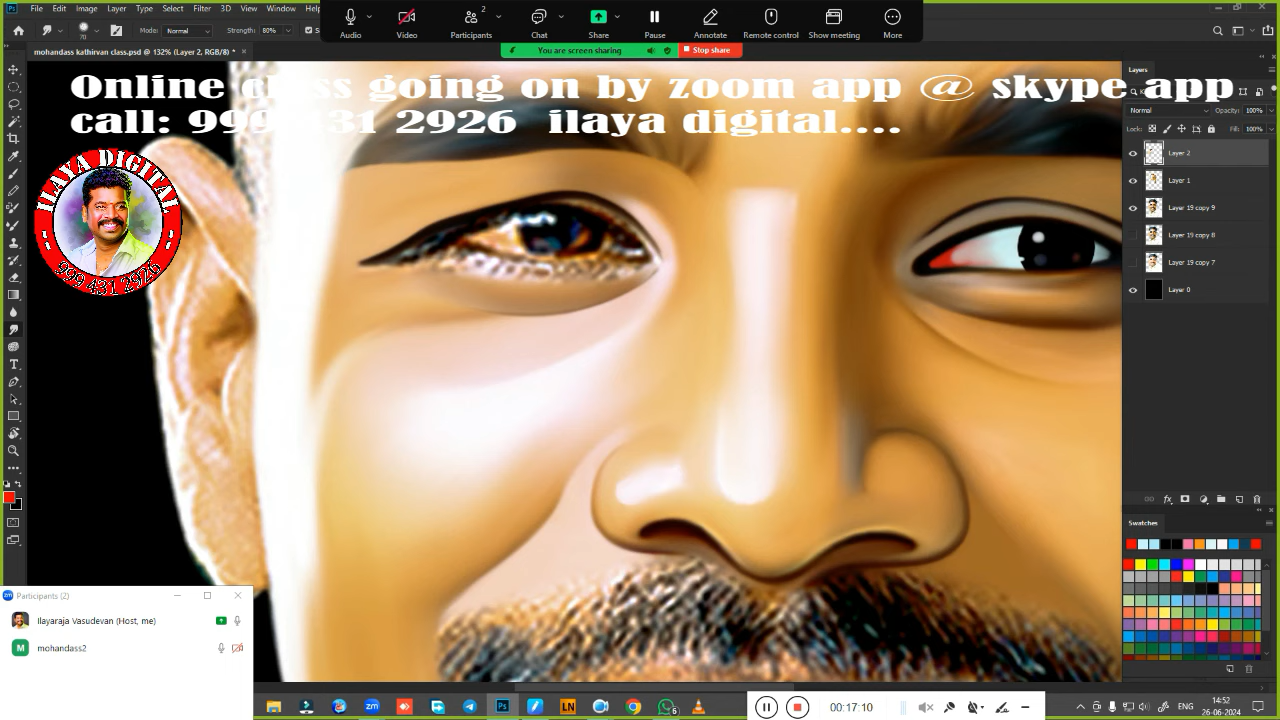 Ps File Edit Image Layer Type Select Filter 3D View Window
Audio Video Participants 2 Chat Share Pause Annotate Remote control Show meeting More
Mode: Normal Strength: 80%
You are screen sharing Stop share
mohandass kathirvan class.psd @ 132% (Layer 2, RGB/8) *
Online class going on by zoom app @ skype app
call: 999 431 2926 ilaya digital....
ILAYA DIGITAL
999 431 2926
Layers
Normal Opacity: 100%
Lock: Fill: 100%
Layer 2
Layer 1
Layer 19 copy 9
Layer 19 copy 8
Layer 19 copy 7
Layer 0
Swatches
Participants (2)
Ilayaraja Vasudevan (Host, me)
M mohandass2
00:17:10
ENG
14:52
26-06-2024